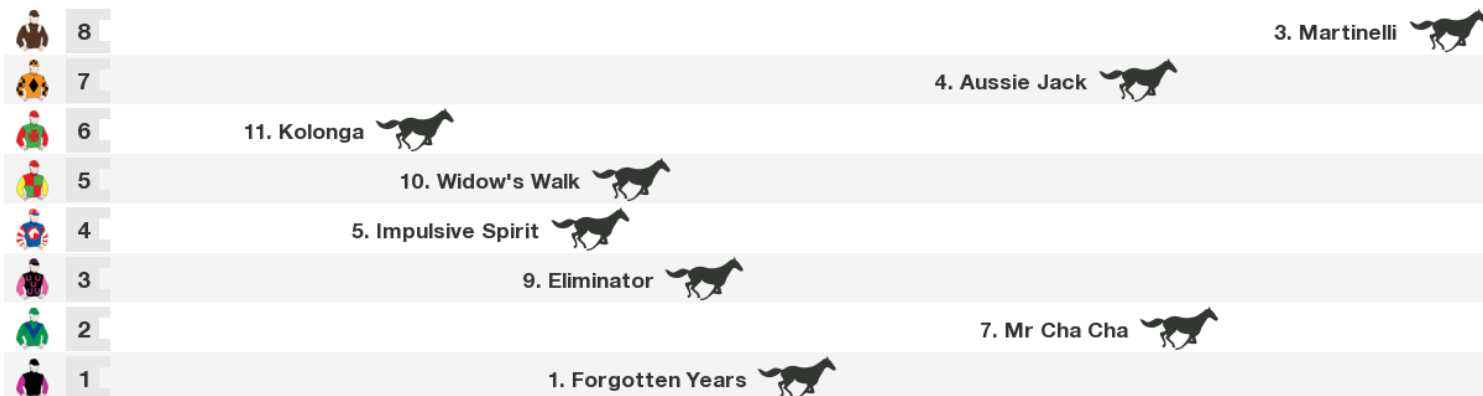 8 3. Martinelli
7 4. Aussie Jack
6 11. Kolonga
5 10. Widow's Walk
4 5. Impulsive Spirit
3 9. Eliminator
2 7. Mr Cha Cha
1 1. Forgotten Years